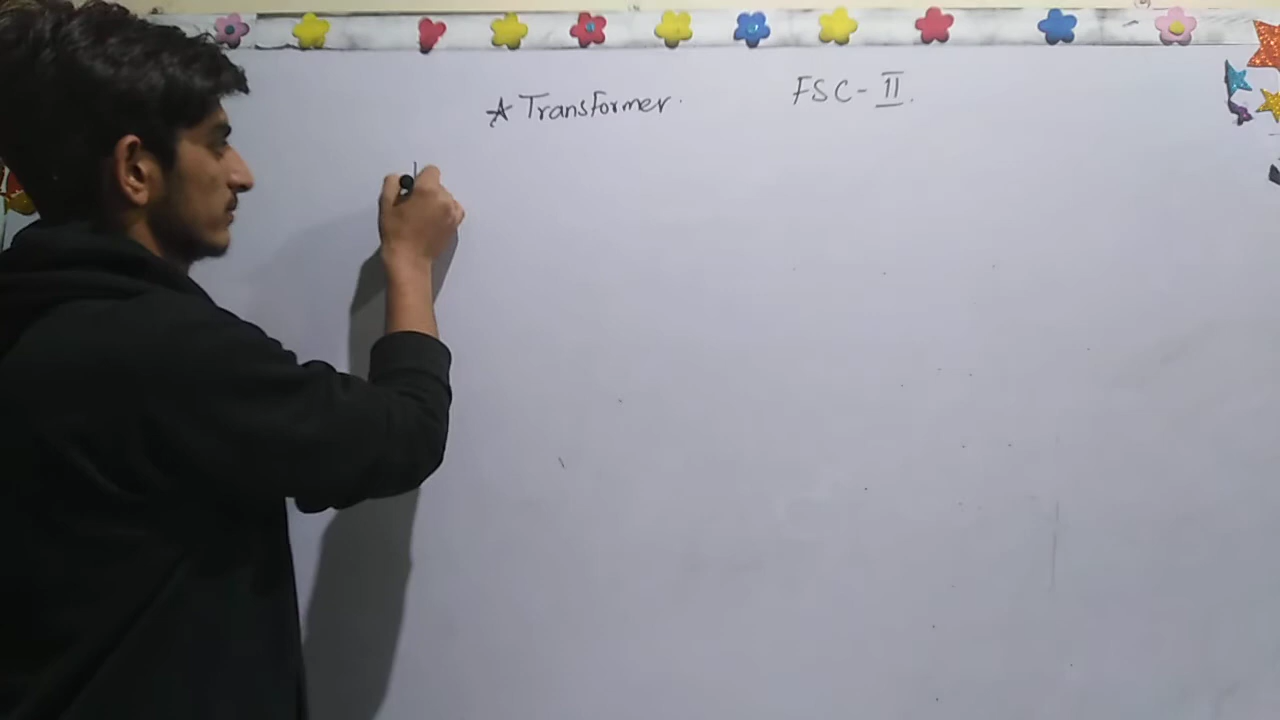 ☆ Transformer.
FSC - II.